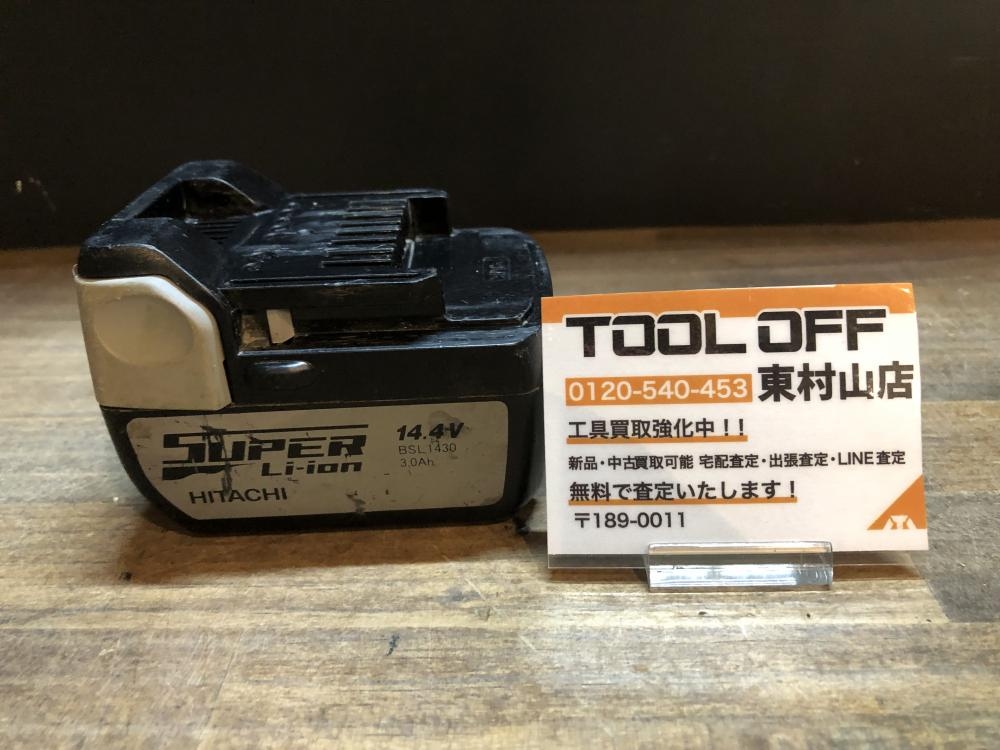 SUPER
Li-ion
HITACHI
14.4V
BSL1430
3.0Ah
TOOL OFF
0120-540-453 東村山店
工具買取強化中!!
新品・中古買取可能 宅配査定・出張査定・LINE査定
無料で査定いたします!
〒189-0011